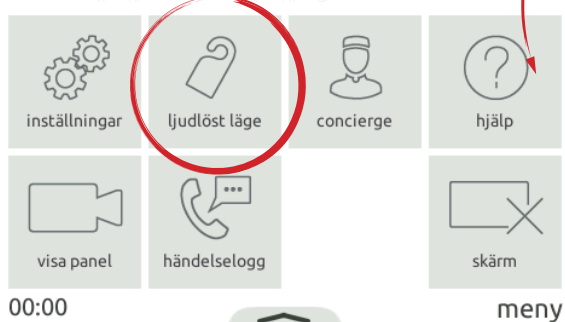 inställningar
ljudlöst läge
concierge
hjälp
visa panel
händelselogg
skärm
00:00
meny